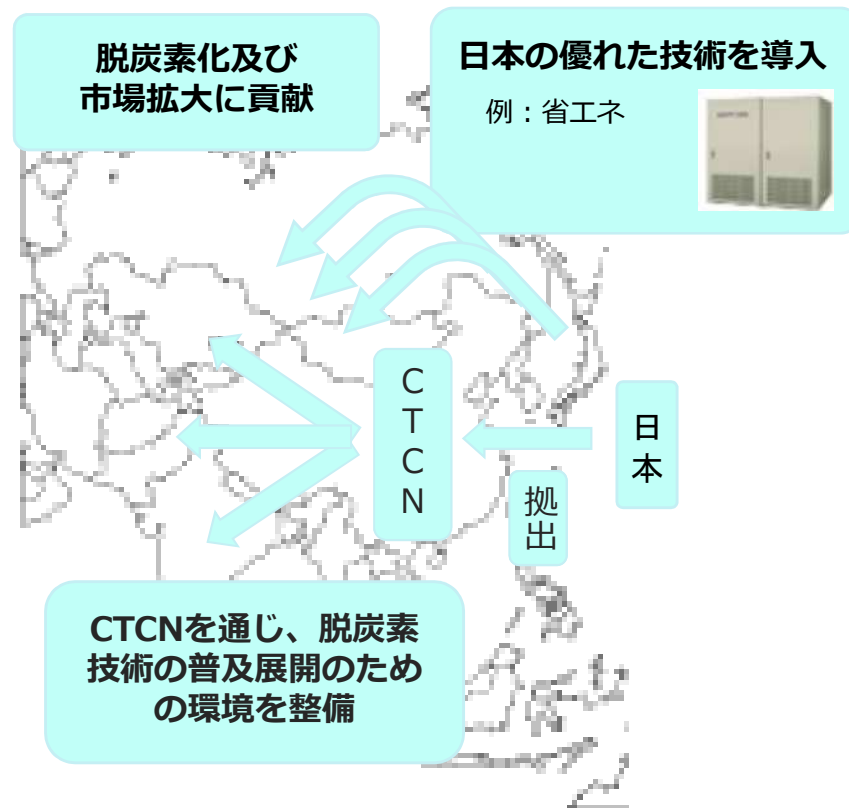 脱炭素化及び
市場拡大に貢献
日本の優れた技術を導入
例：省エネ
CTCN
日本
拠出
CTCNを通じ、脱炭素
技術の普及展開のため
の環境を整備